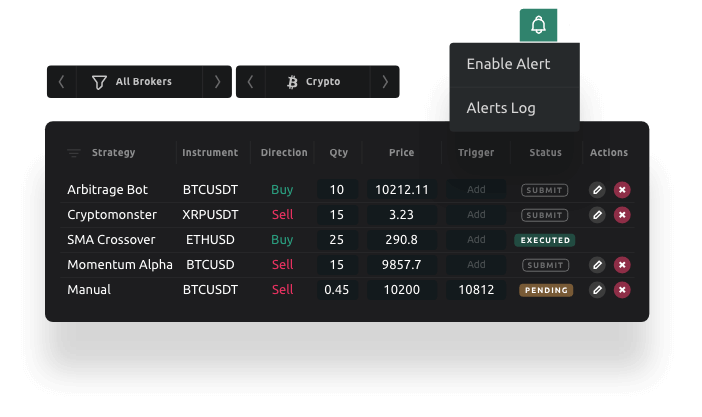 Enable Alert
Alerts Log
All Brokers Crypto
Strategy Instrument Direction Qty Price Trigger Status Actions
Arbitrage Bot BTCUSDT Buy 10 10212.11 Add SUBMIT
Cryptomonster XRPUSDT Sell 15 3.23 Add SUBMIT
SMA Crossover ETHUSD Buy 25 290.8 Add EXECUTED
Momentum Alpha BTCUSD Sell 15 9857.7 Add SUBMIT
Manual BTCUSDT Sell 0.45 10200 10812 PENDING